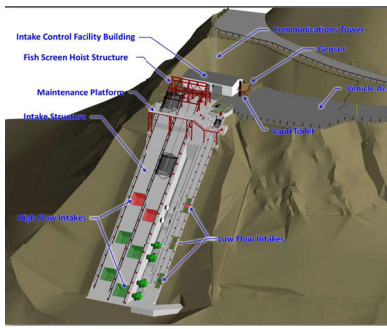 Communications Tower
Intake Control Facility Building
Fish Screen Hoist Structure
Genset
Maintenance Platform
Vehicle Ac
Intake Structure
Vault Toilet
High Flow Intakes
Low Flow Intakes